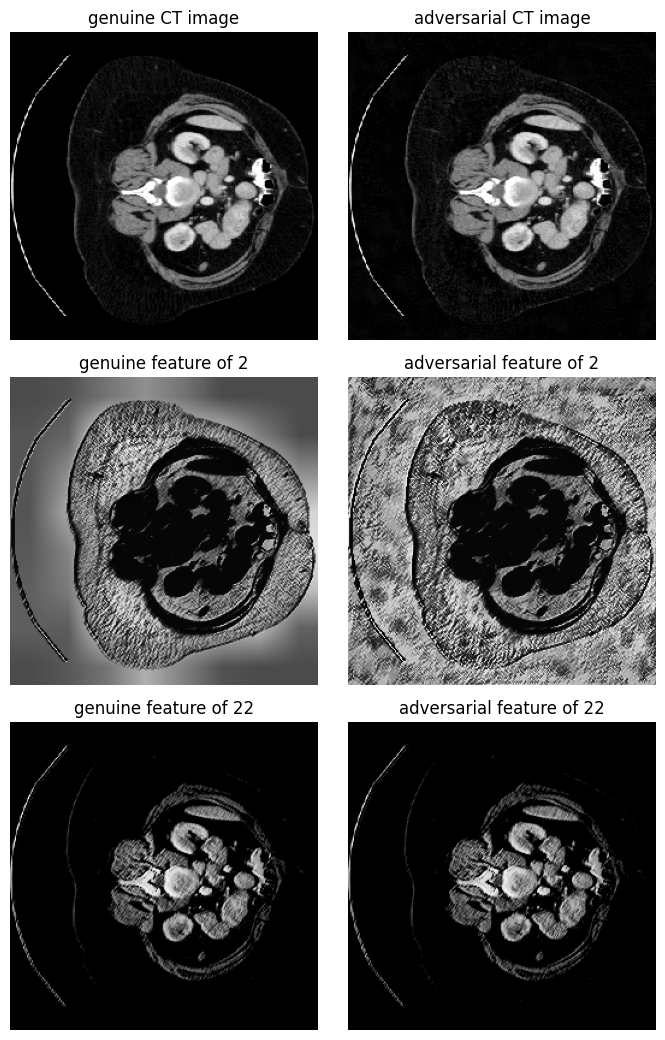 genuine CT image
adversarial CT image
genuine feature of 2
adversarial feature of 2
genuine feature of 22
adversarial feature of 22